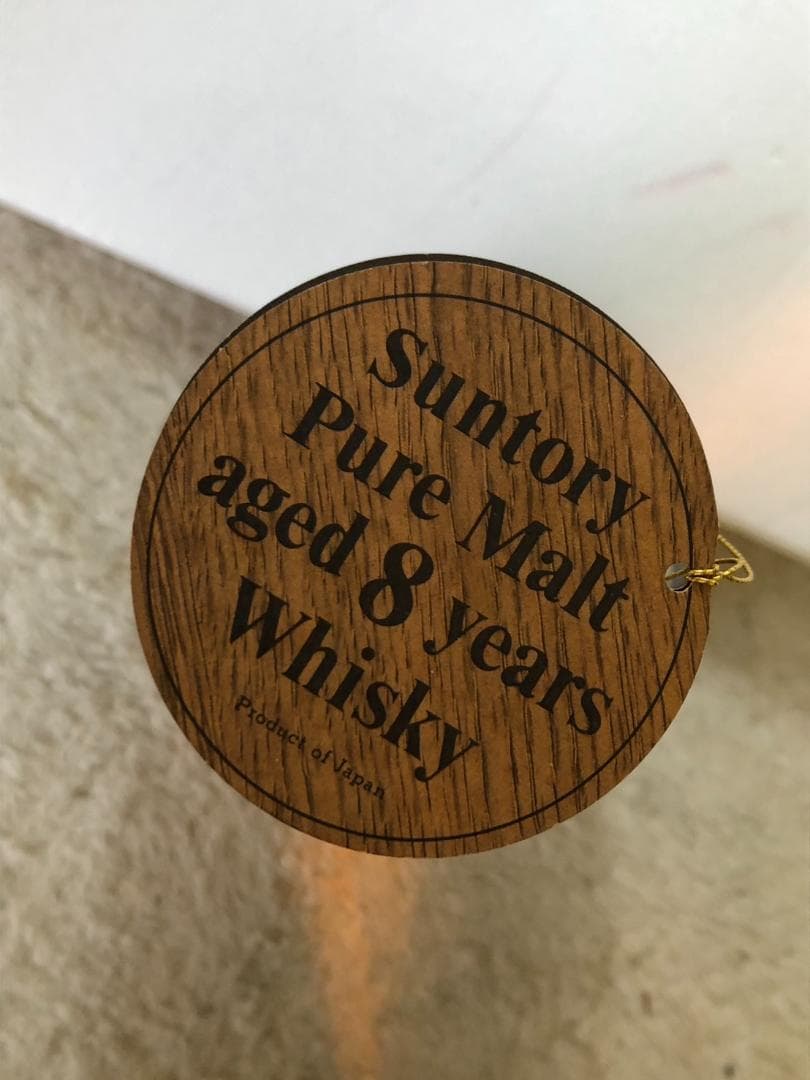 Suntory
Pure Malt
aged 8 years
Whisky
Product of Japan